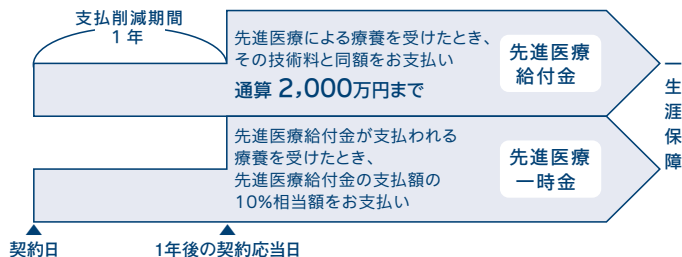 支払削減期間
1年
先進医療による療養を受けたとき、
その技術料と同額をお支払い
通算 2,000万円まで
先進医療
給付金
先進医療給付金が支払われる
療養を受けたとき、
先進医療給付金の支払額の
10%相当額をお支払い
先進医療
一時金
一生涯保障
契約日
1年後の契約応当日